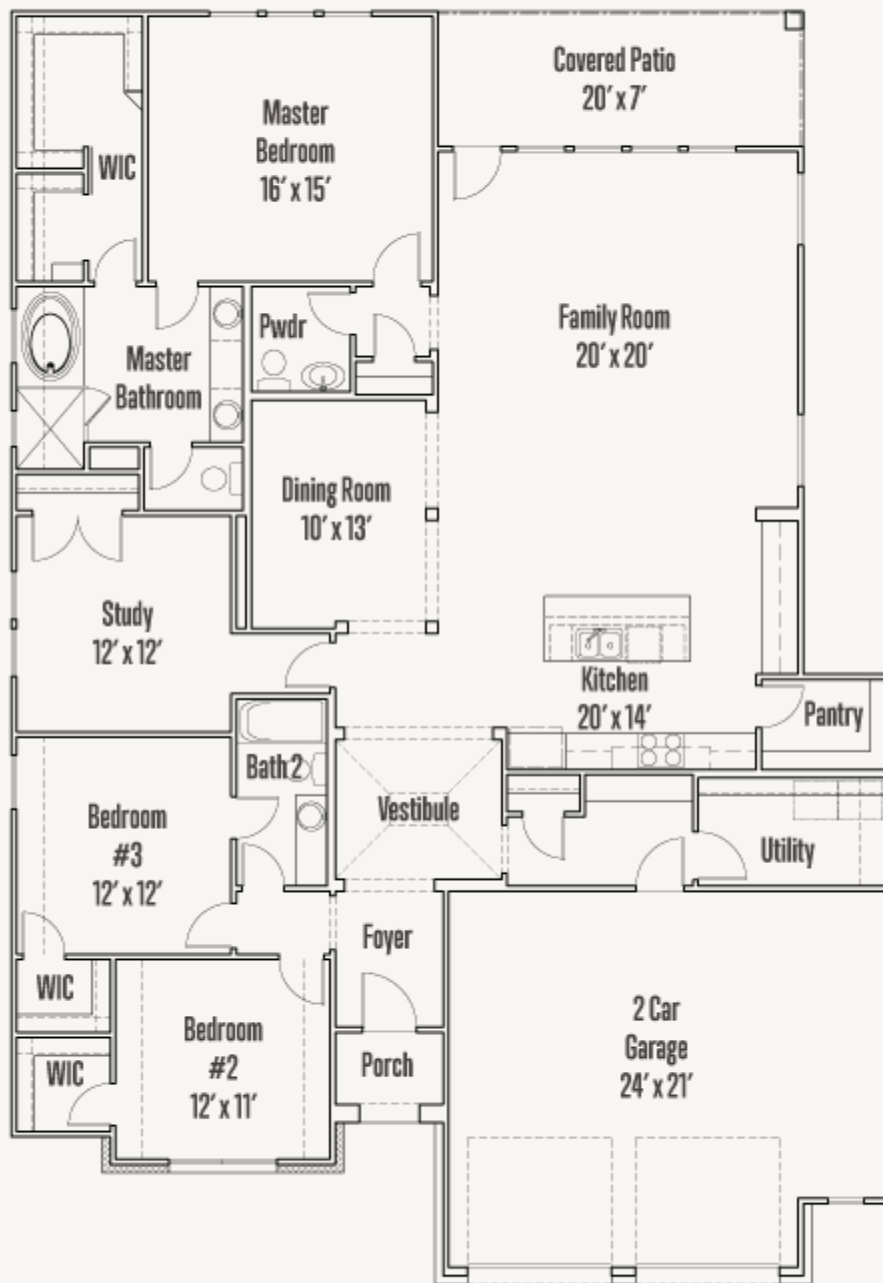 Covered Patio
20' x 7'
Master
Bedroom
16' x 15'
WIC
Pwdr
Family Room
20' x 20'
Master
Bathroom
Dining Room
10' x 13'
Study
12' x 12'
Kitchen
20' x 14'
Pantry
Bath 2
Vestibule
Bedroom
#3
12' x 12'
Utility
Foyer
WIC
Bedroom
#2
12' x 11'
WIC
Porch
2 Car
Garage
24' x 21'